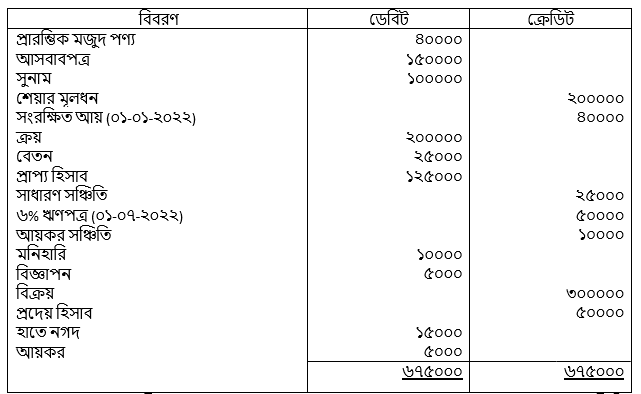 বিবরণ ডেবিট ক্রেডিট
প্রারম্ভিক মজুদ পণ্য ৪০০০০
আসবাবপত্র ১৫০০০০
সুনাম ১০০০০০
শেয়ার মূলধন ২০০০০০
সংরক্ষিত আয় (০১-০১-২০২২) ৪০০০০
ক্রয় ২০০০০০
বেতন ২৫০০০
প্রাপ্য হিসাব ১২৫০০০
সাধারণ সঞ্চিতি ২৫০০০
৬% ঋণপত্র (০১-০৭-২০২২) ৫০০০০
আয়কর সঞ্চিতি ১০০০০
মনিহারি ১০০০০
বিজ্ঞাপন ৫০০০
বিক্রয় ৩০০০০০
প্রদেয় হিসাব ৫০০০০
হাতে নগদ ১৫০০০
আয়কর ৫০০০
৬৭৫০০০ ৬৭৫০০০